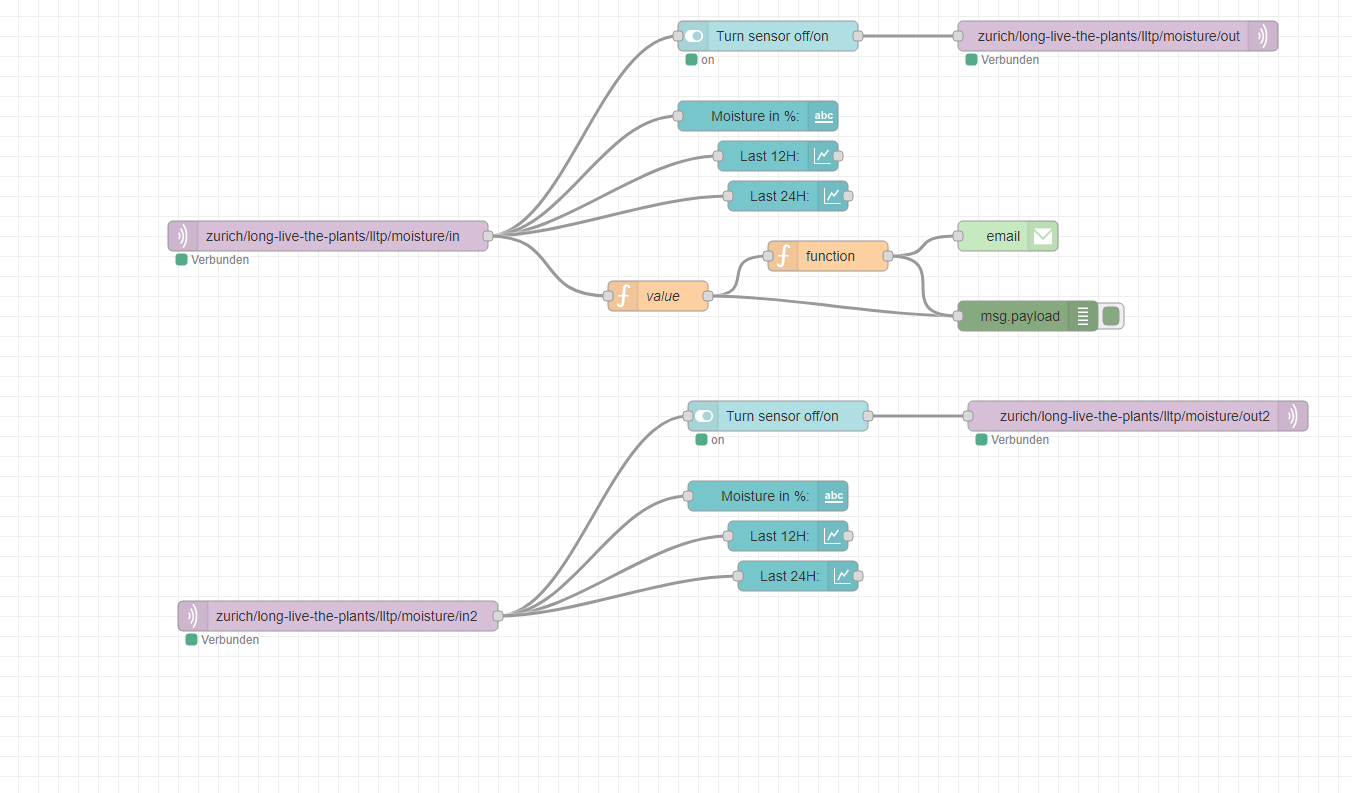 Turn sensor off/on
on
zurich/long-live-the-plants/lltp/moisture/out
Verbunden
Moisture in %:
abc
Last 12H:
Last 24H:
zurich/long-live-the-plants/lltp/moisture/in
Verbunden
email
function
value
msg.payload
Turn sensor off/on
on
zurich/long-live-the-plants/lltp/moisture/out2
Verbunden
Moisture in %:
abc
Last 12H:
Last 24H:
zurich/long-live-the-plants/lltp/moisture/in2
Verbunden